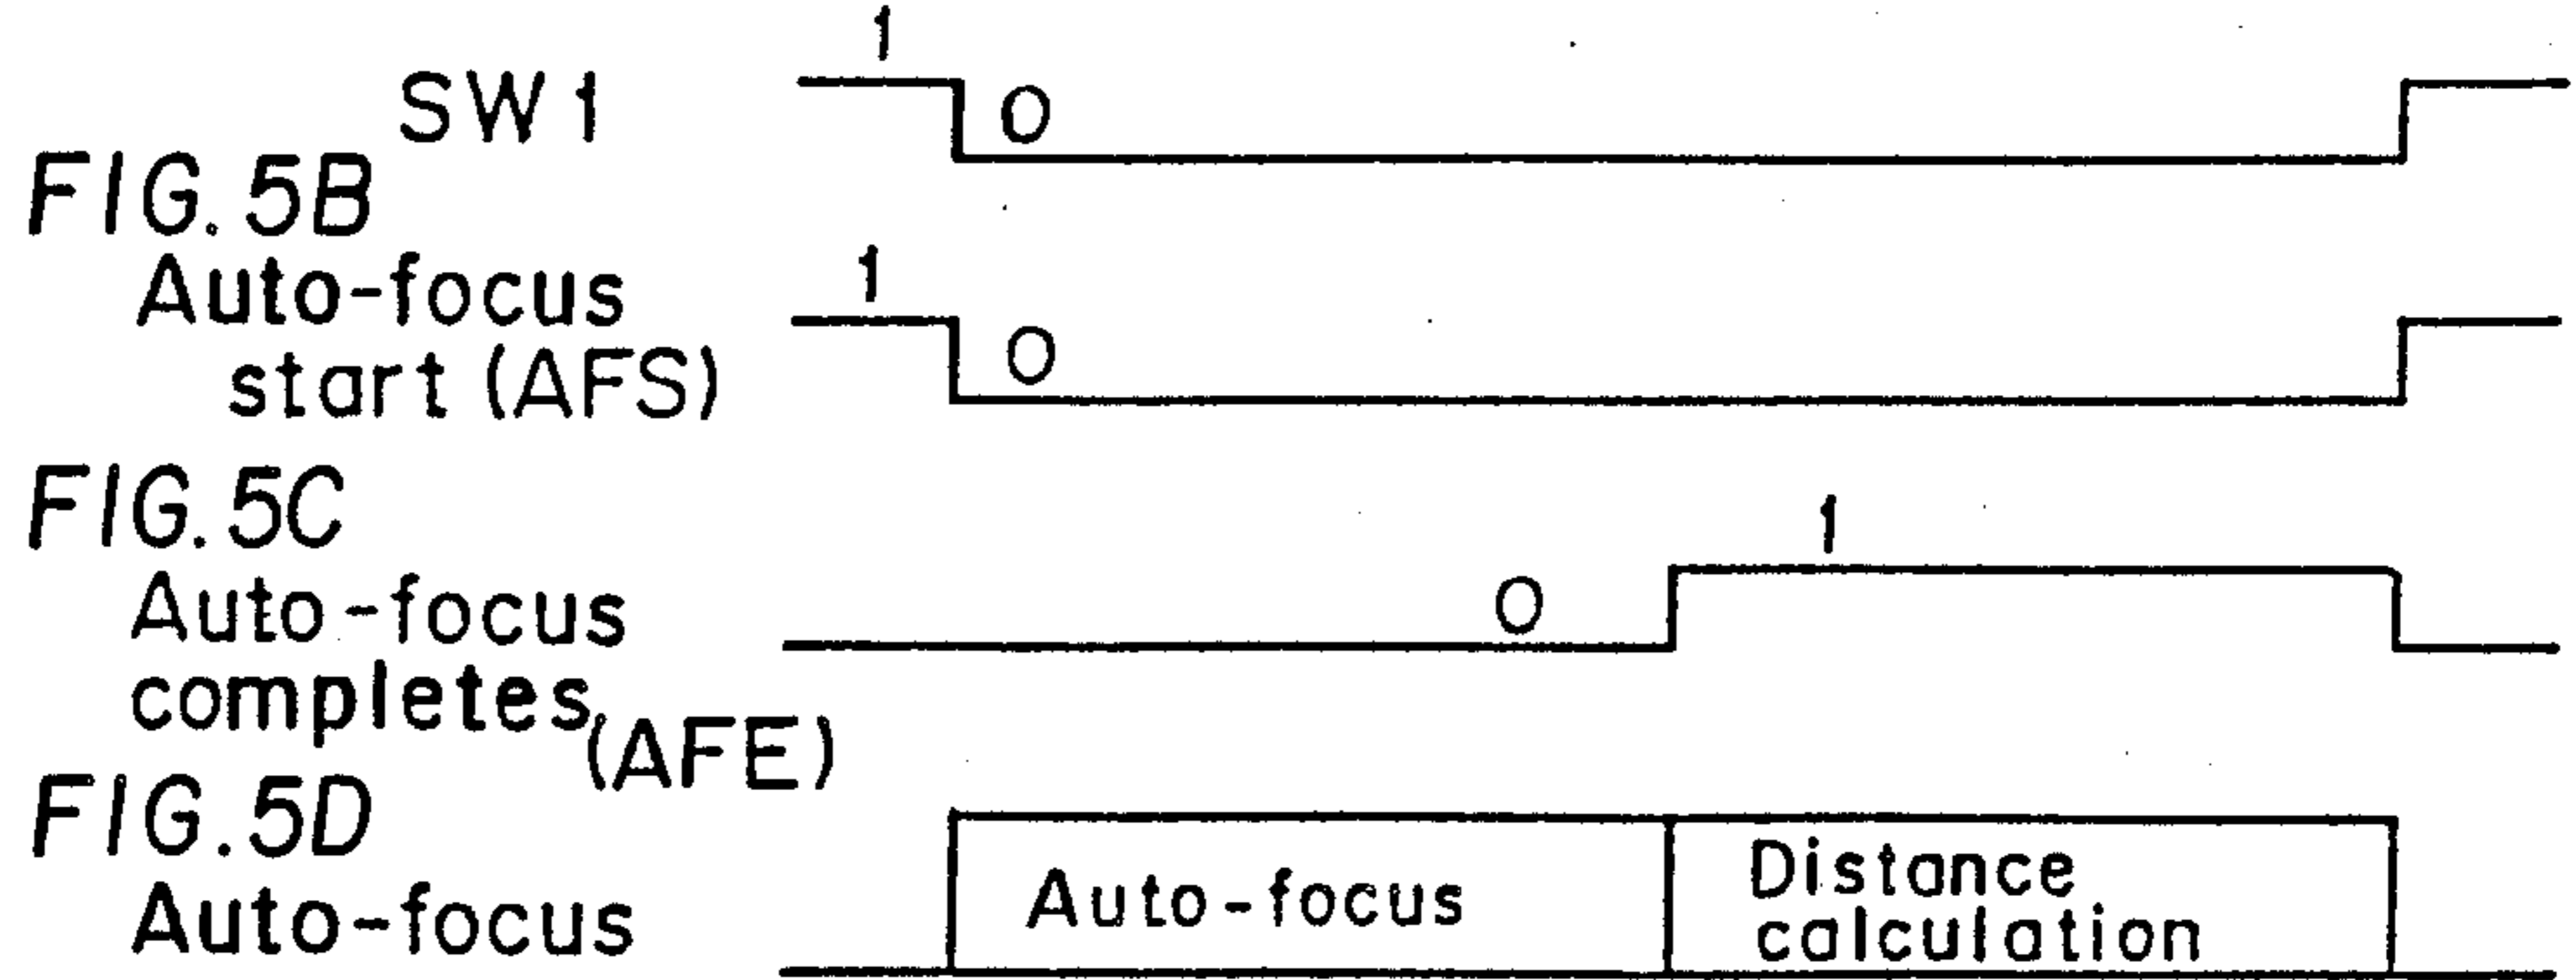 1
SW1
0
FIG. 5B
Auto-focus
start (AFS)
1
0
FIG. 5C
Auto-focus
completes
(AFE)
0
1
FIG. 5D
Auto-focus
Auto-focus
Distance
calculation